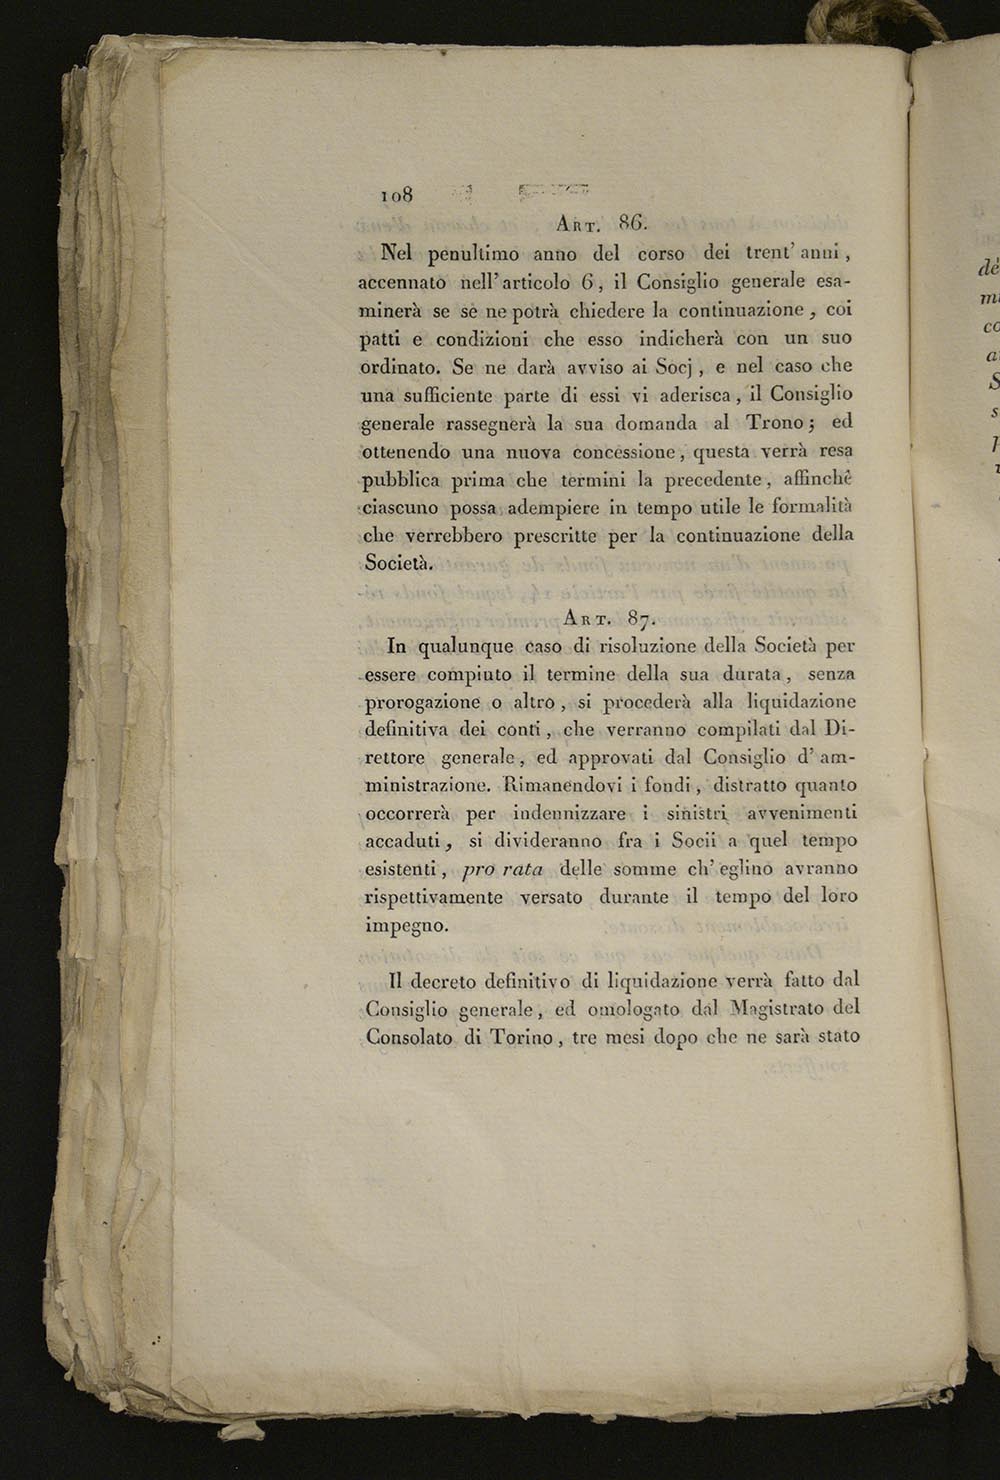 108
ART. 86.
Nel penultimo anno del corso dei trent' anni,
accennato nell' articolo 6, il Consiglio generale esa-
minerà se se ne potrà chiedere la continuazione, coi
patti e condizioni che esso indicherà con un suo
ordinato. Se ne darà avviso ai Socj, e nel caso che
una sufficiente parte di essi vi aderisca, il Consiglio
generale rassegnerà la sua domanda al Trono; ed
ottenendo una nuova concessione, questa verrà resa
pubblica prima che termini la precedente, affinchè
ciascuno possa adempiere in tempo utile le formalità
che verrebbero prescritte per la continuazione della
Società.
ART. 87.
In qualunque caso di risoluzione della Società per
essere compiuto il termine della sua durata, senza
prorogazione o altro, si procederà alla liquidazione
definitiva dei conti, che verranno compilati dal Di-
rettore generale, ed approvati dal Consiglio d' am-
ministrazione. Rimanendovi i fondi, distratto quanto
occorrerà per indennizzare i sinistri avvenimenti
accaduti, si divideranno fra i Socii a quel tempo
esistenti, pro rata delle somme ch' eglino avranno
rispettivamente versato durante il tempo del loro
impegno.
Il decreto definitivo di liquidazione verrà fatto dal
Consiglio generale, ed omologato dal Magistrato del
Consolato di Torino, tre mesi dopo che ne sarà stato
dé
co
S
s